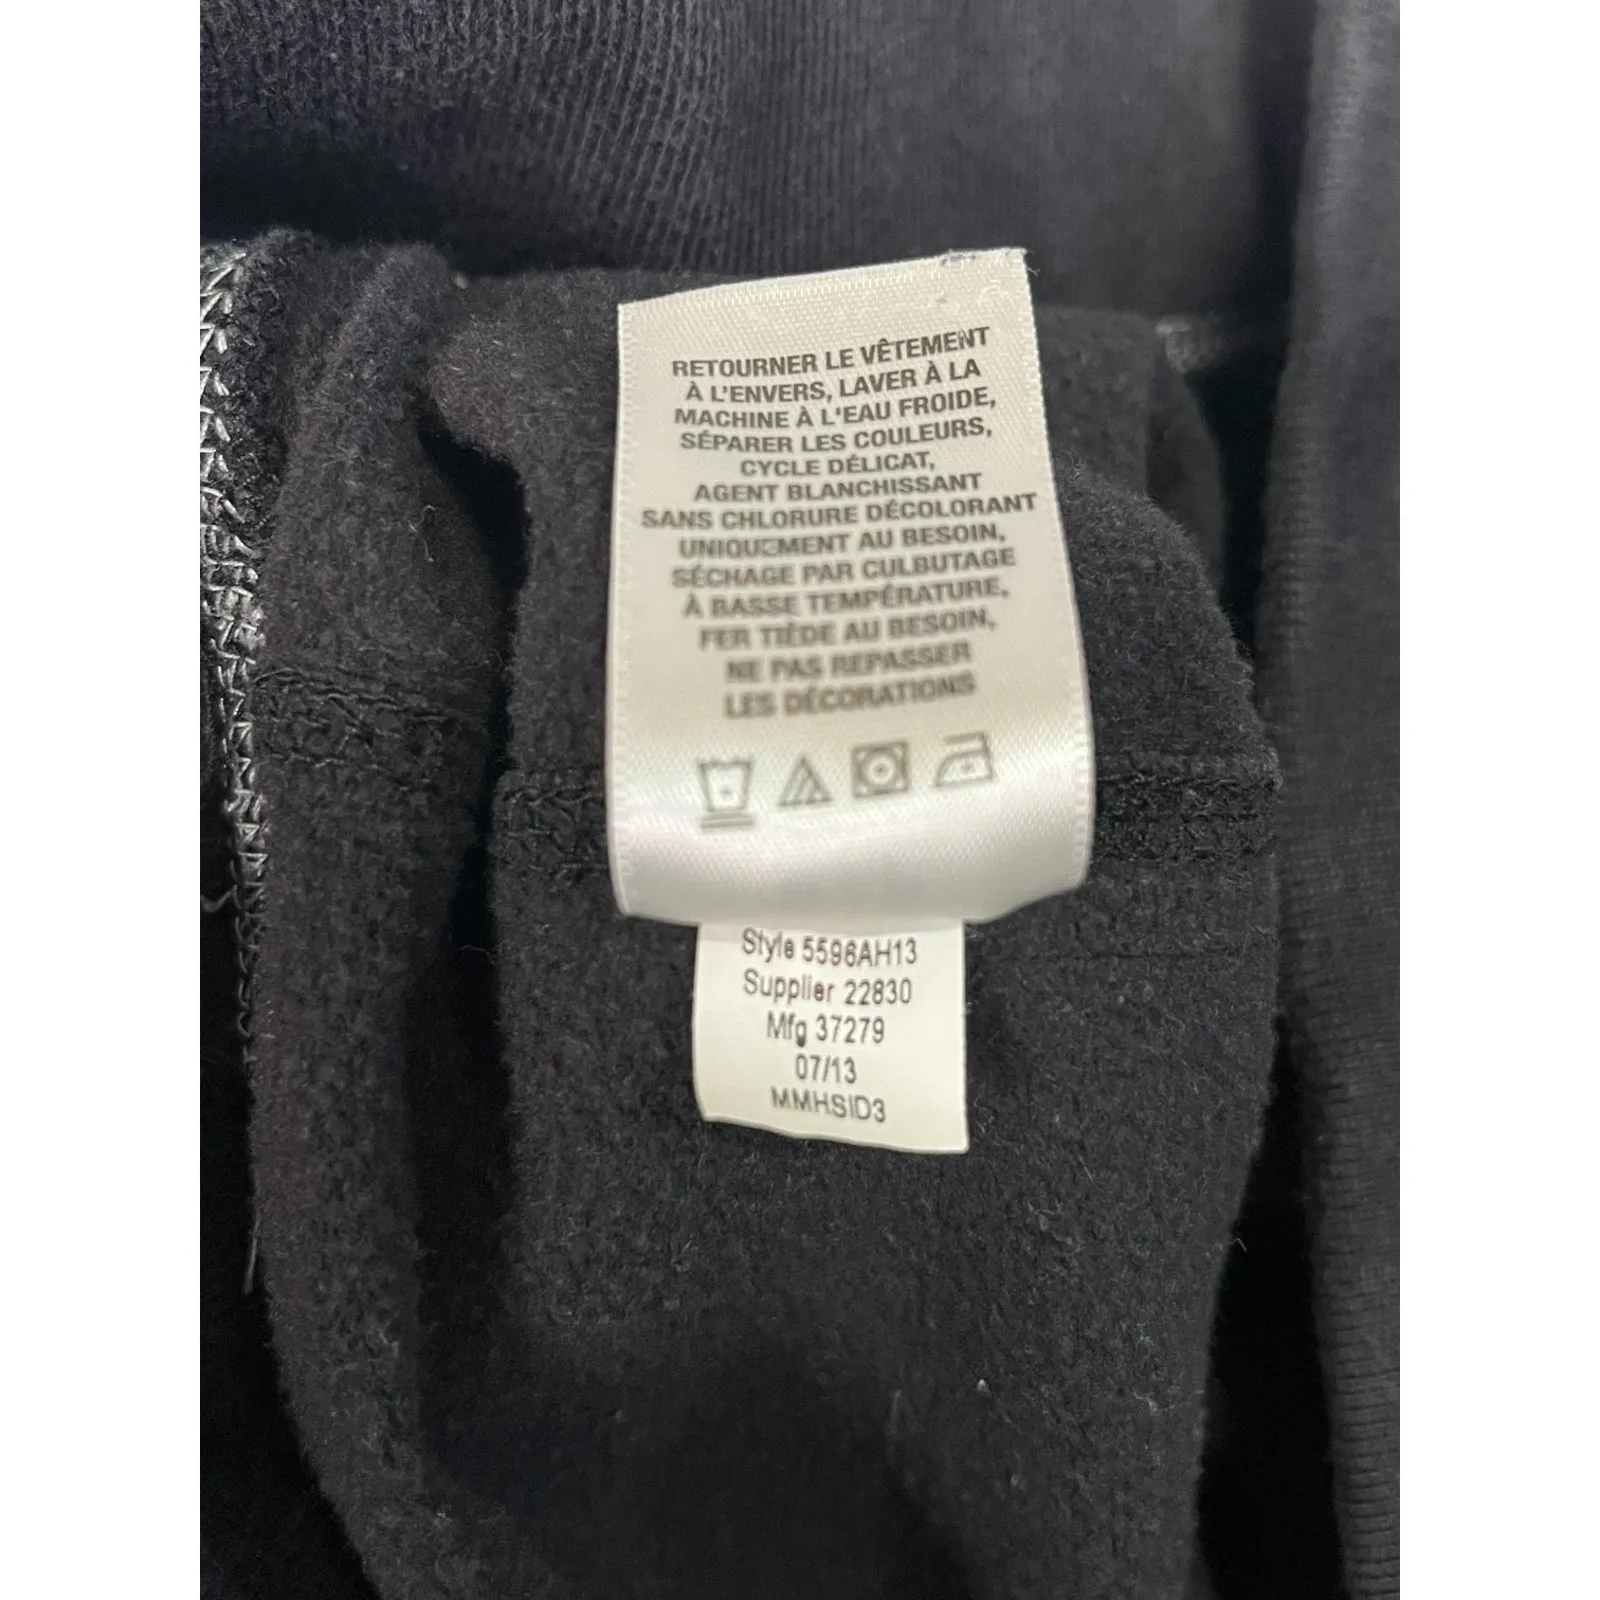 RETOURNER LE VÊTEMENT
À L'ENVERS, LAVER À LA
MACHINE À L'EAU FROIDE,
SÉPARER LES COULEURS,
CYCLE DÉLICAT,
AGENT BLANCHISSANT
SANS CHLORURE DÉCOLORANT
UNIQUEMENT AU BESOIN,
SÉCHAGE PAR CULBUTAGE
À BASSE TEMPÉRATURE,
FER TIÈDE AU BESOIN,
NE PAS REPASSER
LES DÉCORATIONS
Style 5596AH13
Supplier 22830
Mfg 37279
07/13
MMHSID3